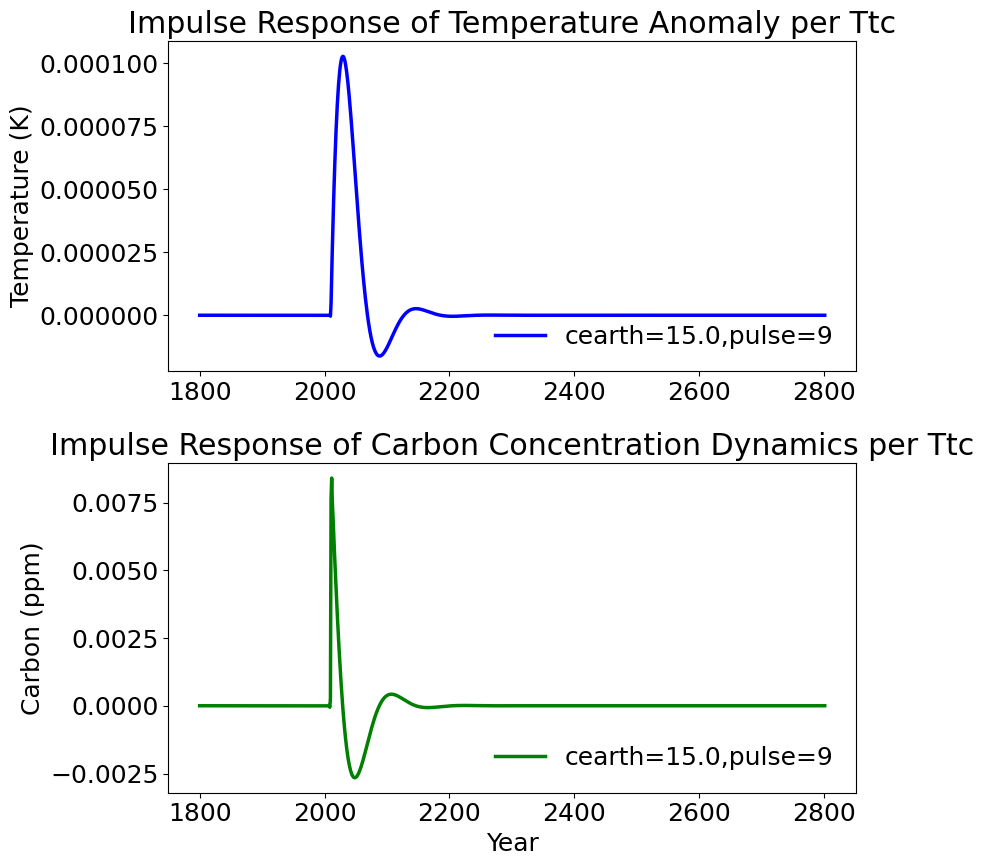 Impulse Response of Temperature Anomaly per Ttc
Temperature (K)
0.000100
0.000075
0.000050
0.000025
0.000000
cearth=15.0,pulse=9
1800 2000 2200 2400 2600 2800
Impulse Response of Carbon Concentration Dynamics per Ttc
Carbon (ppm)
0.0075
0.0050
0.0025
0.0000
−0.0025
cearth=15.0,pulse=9
1800 2000 2200 2400 2600 2800
Year